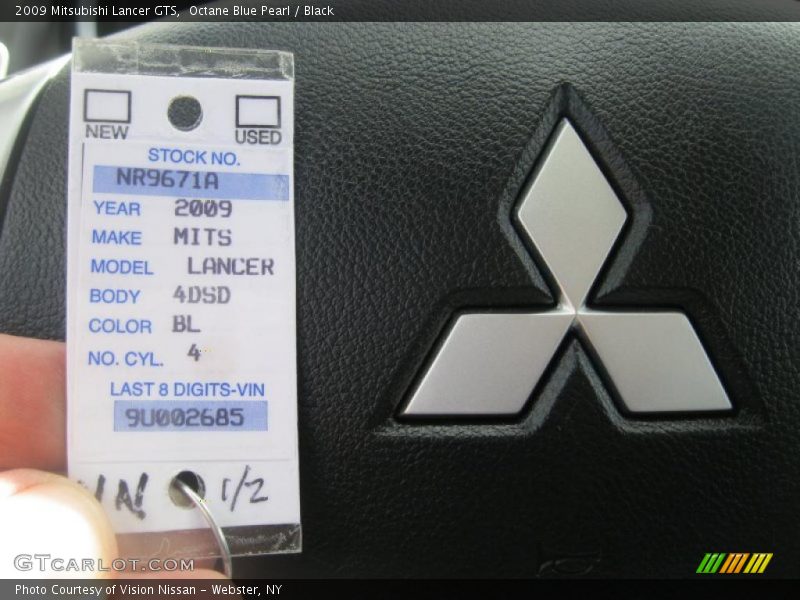 2009 Mitsubishi Lancer GTS,  Octane Blue Pearl / Black
NEW USED
STOCK NO.
NR9671A
YEAR 2009
MAKE MITS
MODEL LANCER
BODY 4DSD
COLOR BL
NO. CYL. 4
LAST 8 DIGITS-VIN
9U002685
1/2
GTcarlot.com
Photo Courtesy of Vision Nissan - Webster, NY